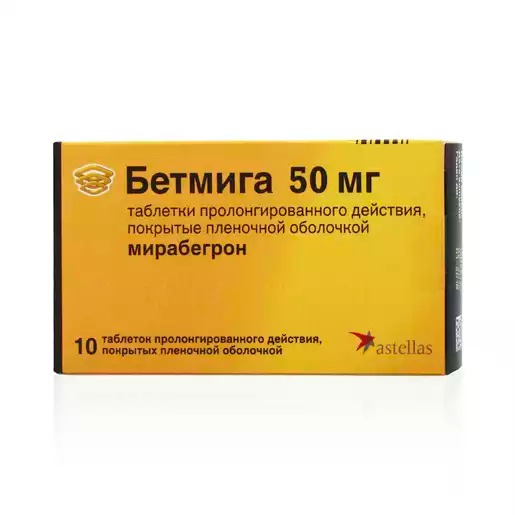 Бетмига 50 мг
таблетки пролонгированного действия,
покрытые пленочной оболочкой
мирабегрон
10 таблеток пролонгированного действия,
покрытых пленочной оболочкой
astellas